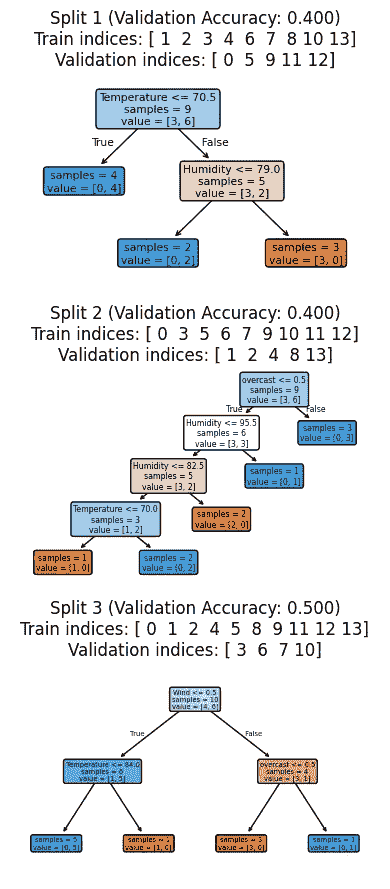 Split 1 (Validation Accuracy: 0.400)
Train indices: [ 1 2 3 4 6 7 8 10 13]
Validation indices: [ 0 5 9 11 12]
Temperature <= 70.5
samples = 9
value = [3, 6]
True
False
samples = 4
value = [0, 4]
Humidity <= 79.0
samples = 5
value = [3, 2]
samples = 2
value = [0, 2]
samples = 3
value = [3, 0]
Split 2 (Validation Accuracy: 0.400)
Train indices: [ 0 3 5 6 7 9 10 11 12]
Validation indices: [ 1 2 4 8 13]
overcast <= 0.5
samples = 9
value = [3, 6]
True
False
Humidity <= 95.5
samples = 6
value = [3, 3]
samples = 3
value = [0, 3]
Humidity <= 82.5
samples = 5
value = [3, 2]
samples = 1
value = [0, 1]
Temperature <= 70.0
samples = 3
value = [1, 2]
samples = 2
value = [2, 0]
samples = 1
value = [1, 0]
samples = 2
value = [0, 2]
Split 3 (Validation Accuracy: 0.500)
Train indices: [ 0 1 2 4 5 8 9 11 12 13]
Validation indices: [ 3 6 7 10]
Wind <= 0.5
samples = 10
value = [4, 6]
True
False
Temperature <=
samples = 6
value = [1, 5]
overcast <= 0.5
samples = 4
value = [3, 1]
samples = 5
value = [0, 5]
samples = 1
value = [1, 0]
samples = 3
value = [3, 0]
samples = 1
value = [0, 1]